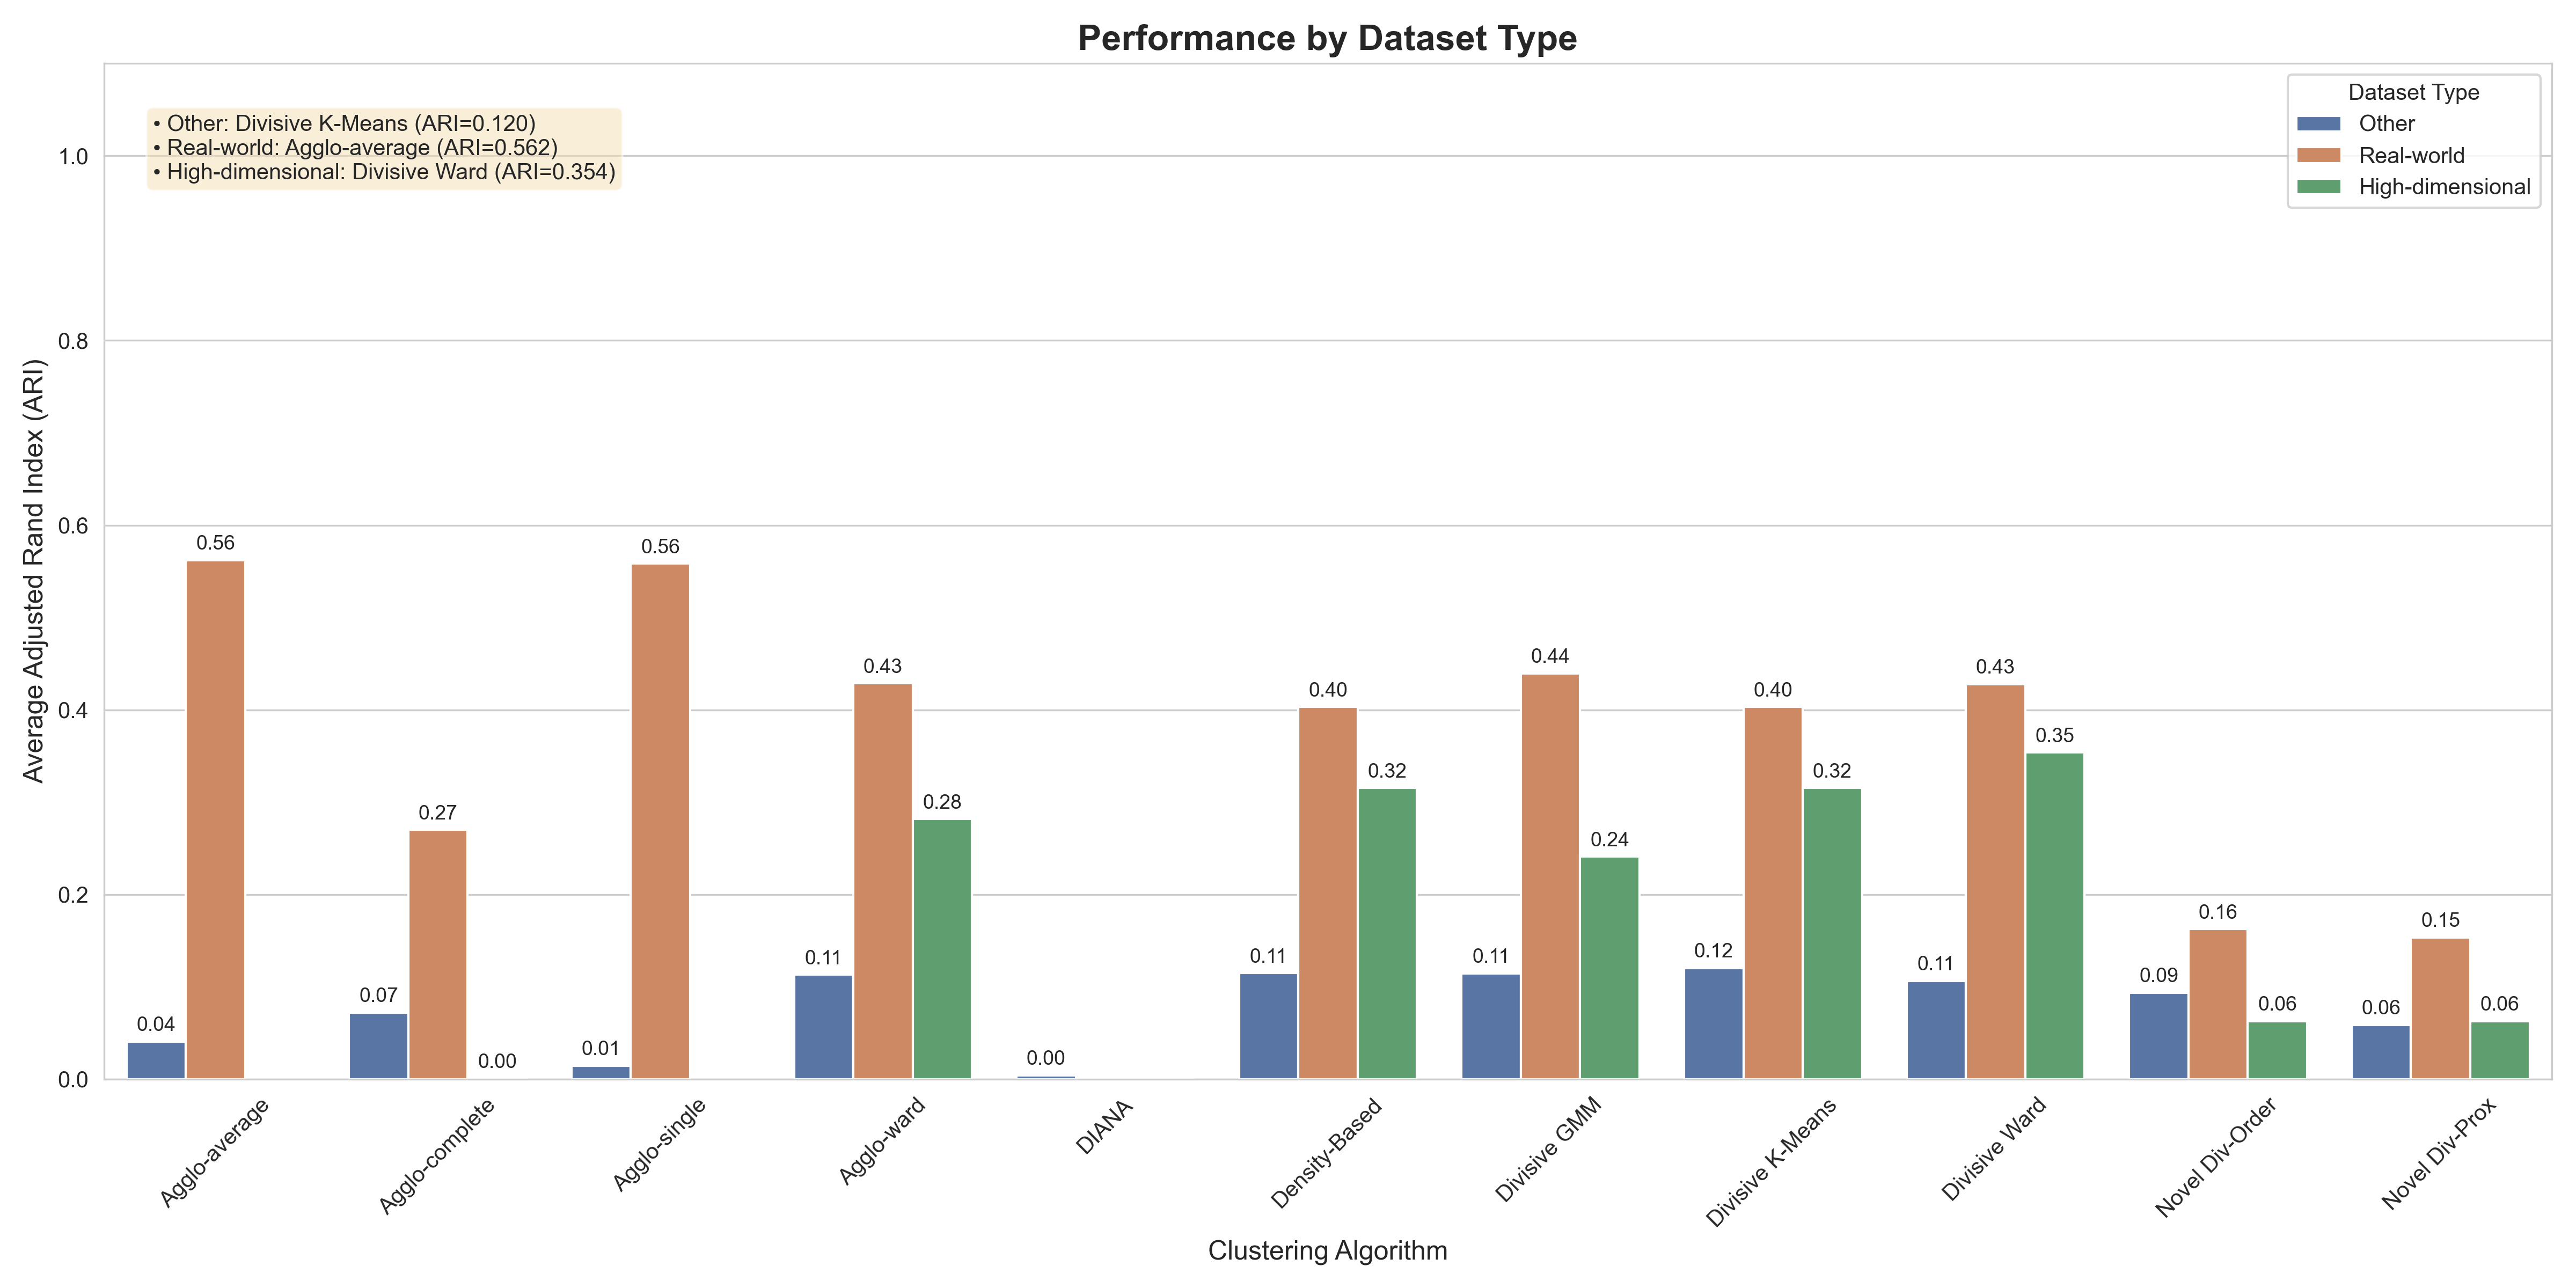 Performance by Dataset Type
• Other: Divisive K-Means (ARI=0.120)
• Real-world: Agglo-average (ARI=0.562)
• High-dimensional: Divisive Ward (ARI=0.354)
Dataset Type
Other
Real-world
High-dimensional
Average Adjusted Rand Index (ARI)
1.0
0.8
0.6
0.4
0.2
0.0
0.04
0.56
0.07
0.27
0.00
0.01
0.56
0.11
0.43
0.28
0.00
0.11
0.40
0.32
0.11
0.44
0.24
0.12
0.40
0.32
0.11
0.43
0.35
0.09
0.16
0.06
0.06
0.15
0.06
Agglo-average
Agglo-complete
Agglo-single
Agglo-ward
DIANA
Density-Based
Divisive GMM
Divisive K-Means
Divisive Ward
Novel Div-Order
Novel Div-Prox
Clustering Algorithm